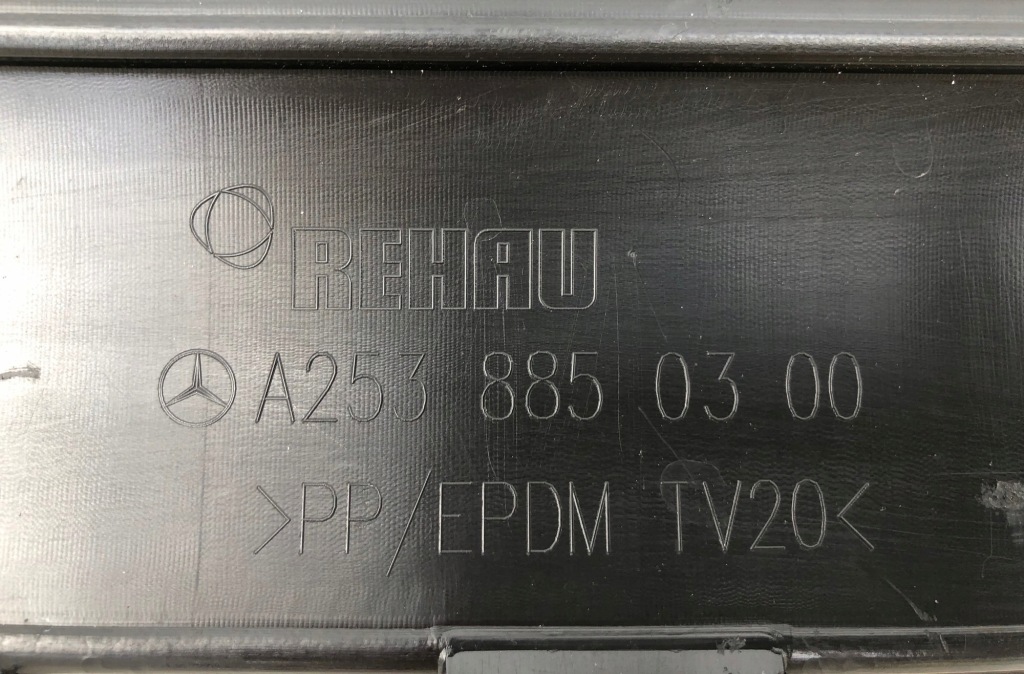 REHAU
A253 885 03 00
>PP/EPDM TV20<